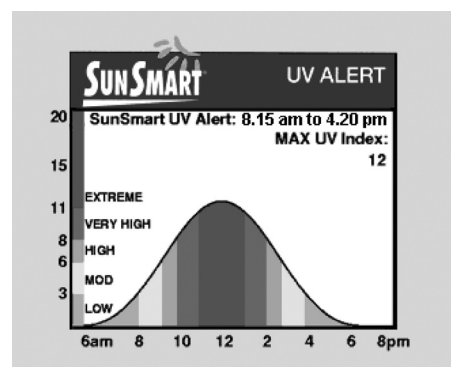 SUNSMART
UV ALERT
20
SunSmart UV Alert: 8.15 am to 4.20 pm
MAX UV Index:
12
15
EXTREME
11
VERY HIGH
8
HIGH
6
MOD
3
LOW
6am 8 10 12 2 4 6 8pm